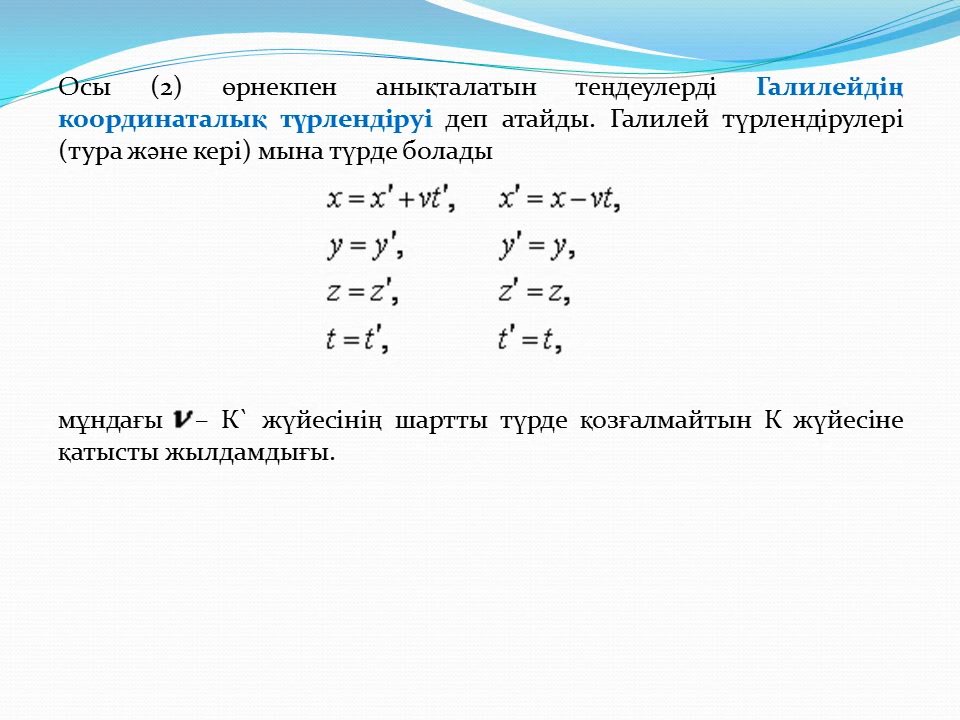 Осы (2) өрнекпен анықталатын теңдеулерді Галилейдің
координаталық түрлендіруі деп атайды. Галилей түрлендірулері
(тура және кері) мына түрде болады
x = x' + vt',   x' = x − vt,
y = y',   y' = y,
z = z',   z' = z,
t = t',   t' = t,
мұндағы v – К` жүйесінің шартты түрде қозғалмайтын К жүйесіне
қатысты жылдамдығы.